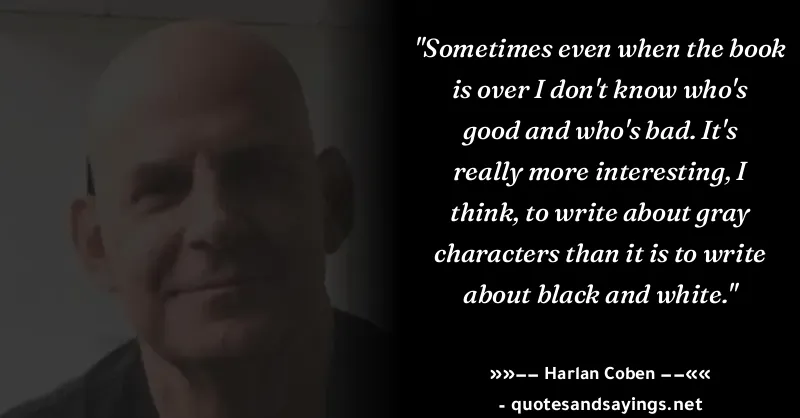 "Sometimes even when the book
is over I don't know who's
good and who's bad. It's
really more interesting, I
think, to write about gray
characters than it is to write
about black and white."
»»–– Harlan Coben ––««
- quotesandsayings.net